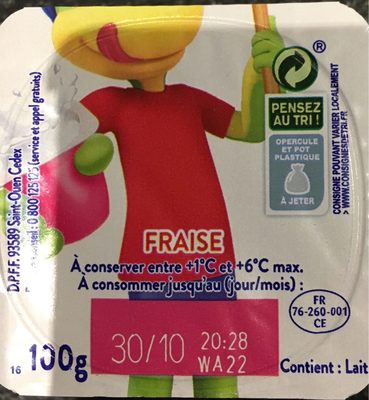 ®
PENSEZ
AU TRI !
OPERCULE
ET POT
PLASTIQUE
À JETER
CONSIGNE POUVANT VARIER LOCALEMENT
> WWW.CONSIGNESDETRI.FR
D.P.F.F. 93589 Saint-Ouen Cedex
: 0 800 125 125 (service et appel gratuits)
FRAISE
À conserver entre +1°C et +6°C max.
À consommer jusqu'au (jour/mois) :
FR
76-260-001
CE
16 100g
30/10 20:28
WA22
Contient : Lait